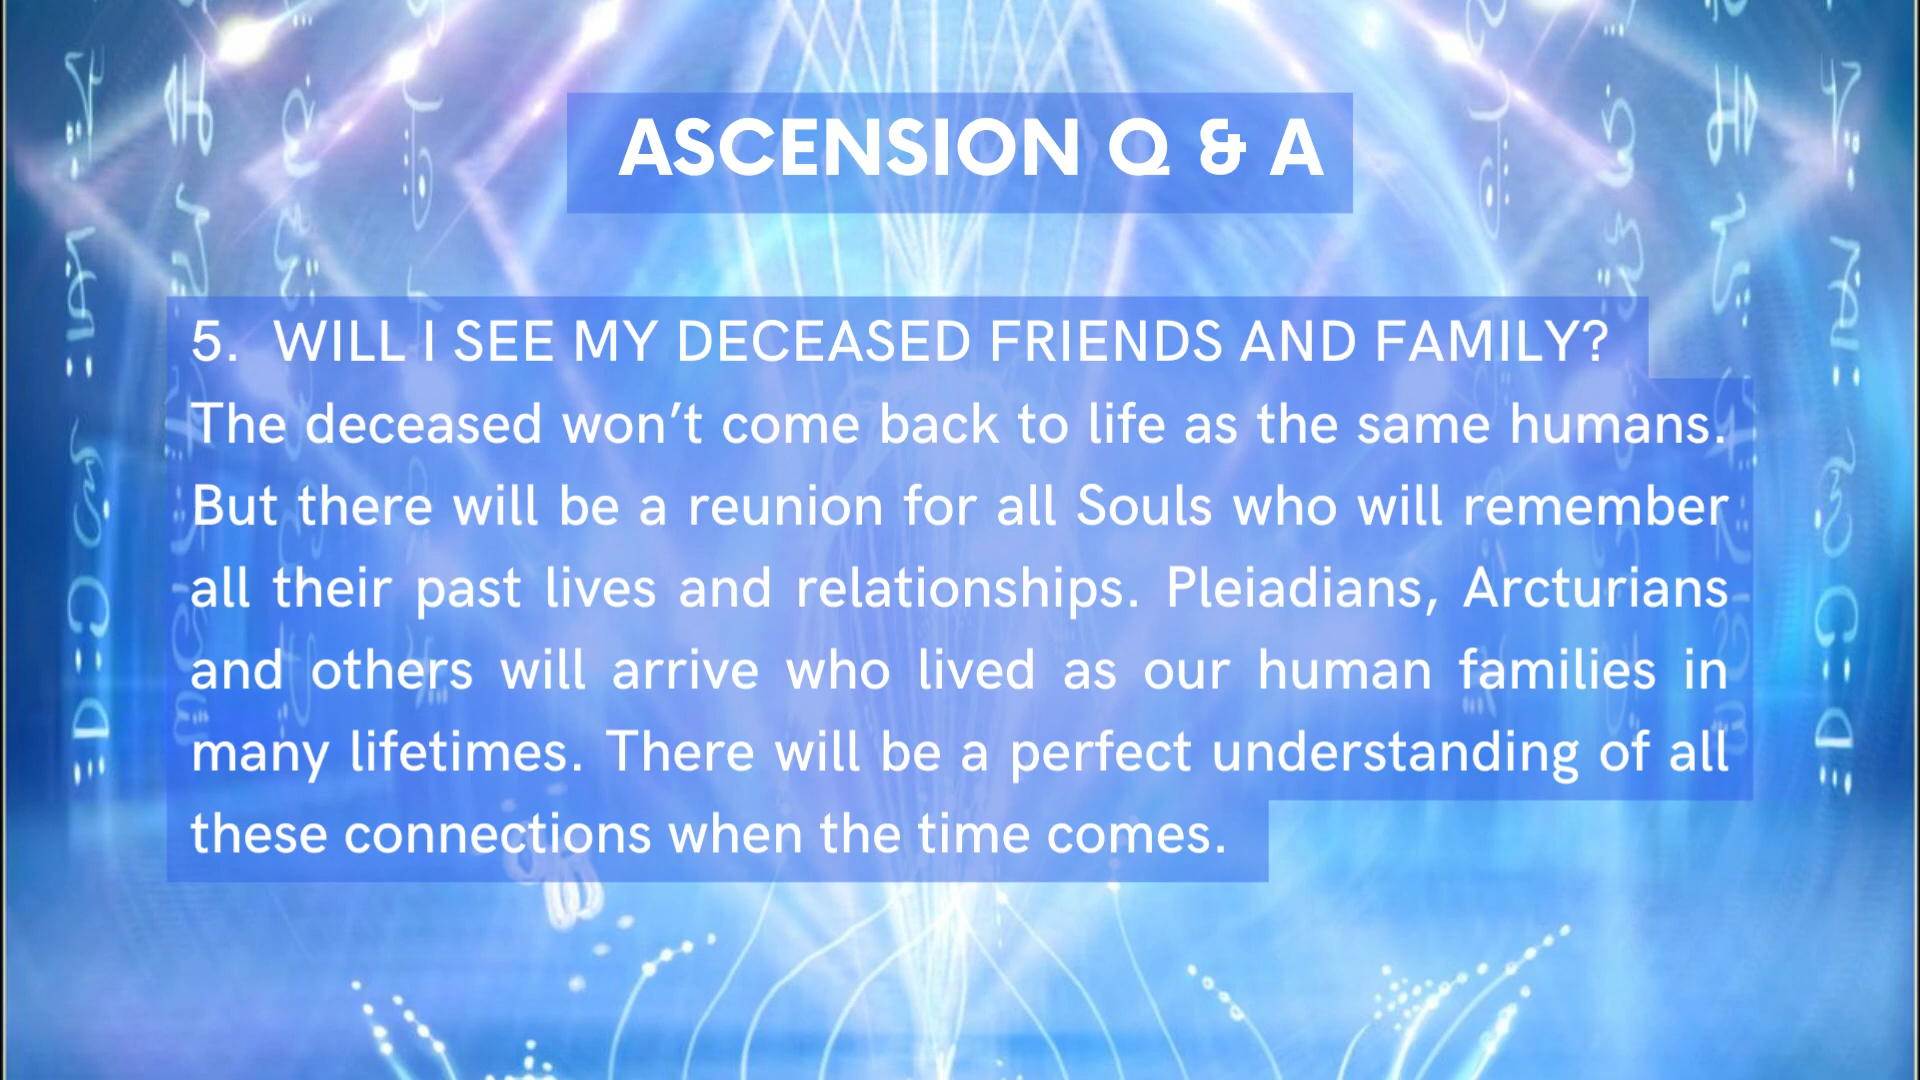 ASCENSION Q & A
5. WILL I SEE MY DECEASED FRIENDS AND FAMILY?
The deceased won’t come back to life as the same humans.
But there will be a reunion for all Souls who will remember
all their past lives and relationships. Pleiadians, Arcturians
and others will arrive who lived as our human families in
many lifetimes. There will be a perfect understanding of all
these connections when the time comes.